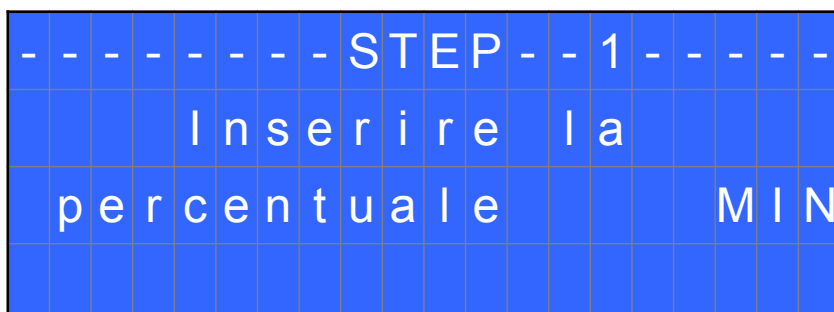 --------STEP--1-----
Inserire la
percentuale MIN